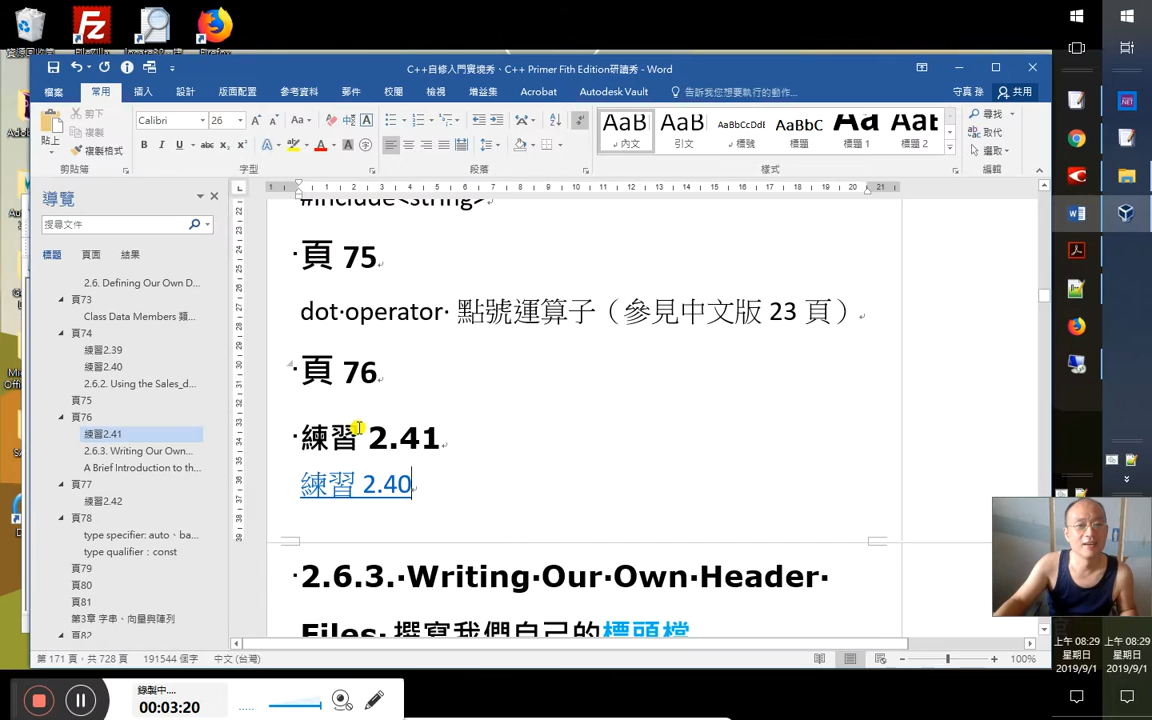 Firefox
C++自修入門實境秀、C++ Primer Fith Edition研讀秀 - Word
檔案 常用 插入 設計 版面配置 參考資料 郵件 校閱 檢視 增益集 Acrobat Autodesk Vault 告訴我您想要執行的動作... 守真 孫 共用
貼上
剪下
複製
複製格式
Calibri 26
AaB AaB AaBbCcDdE AaBbC Aa Aat
內文 引文 標號 標題 標題 1 標題 2
尋找
取代
選取
剪貼簿 字型 段落 樣式 編輯
導覽
搜尋文件
標題 頁面 結果
2.6. Defining Our Own D...
頁73
Class Data Members 類...
頁74
練習2.39
練習2.40
2.6.2. Using the Sales_d...
頁75
頁76
練習2.41
2.6.3. Writing Our Own...
A Brief Introduction to th...
頁77
練習2.42
頁78
type specifier: auto、ba...
type qualifier：const
頁79
頁80
頁81
第3章 字串、向量與陣列
頁82
#include<string>
頁 75
dot·operator· 點號運算子（參見中文版 23 頁）
頁 76
練習 2.41
練習 2.40
2.6.3.·Writing·Our·Own·Header·
Files· 撰寫我們自己的標頭檔
第 171 頁，共 728 頁 191544 個字 中文 (台灣) 100%
錄製中....
00:03:20
上午 08:29
星期日
2019/9/1
上午 08:29
星期日
2019/9/1